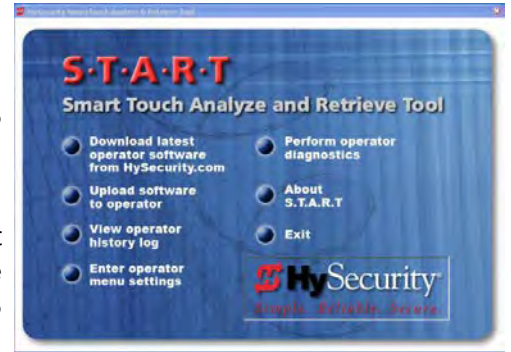 S·T·A·R·T
Smart Touch Analyze and Retrieve Tool
Download latest
operator software
from HySecurity.com
Upload software
to operator
View operator
history log
Enter operator
menu settings
Perform operator
diagnostics
About
S.T.A.R.T
Exit
HySecurity
Simple. Reliable. Secure.